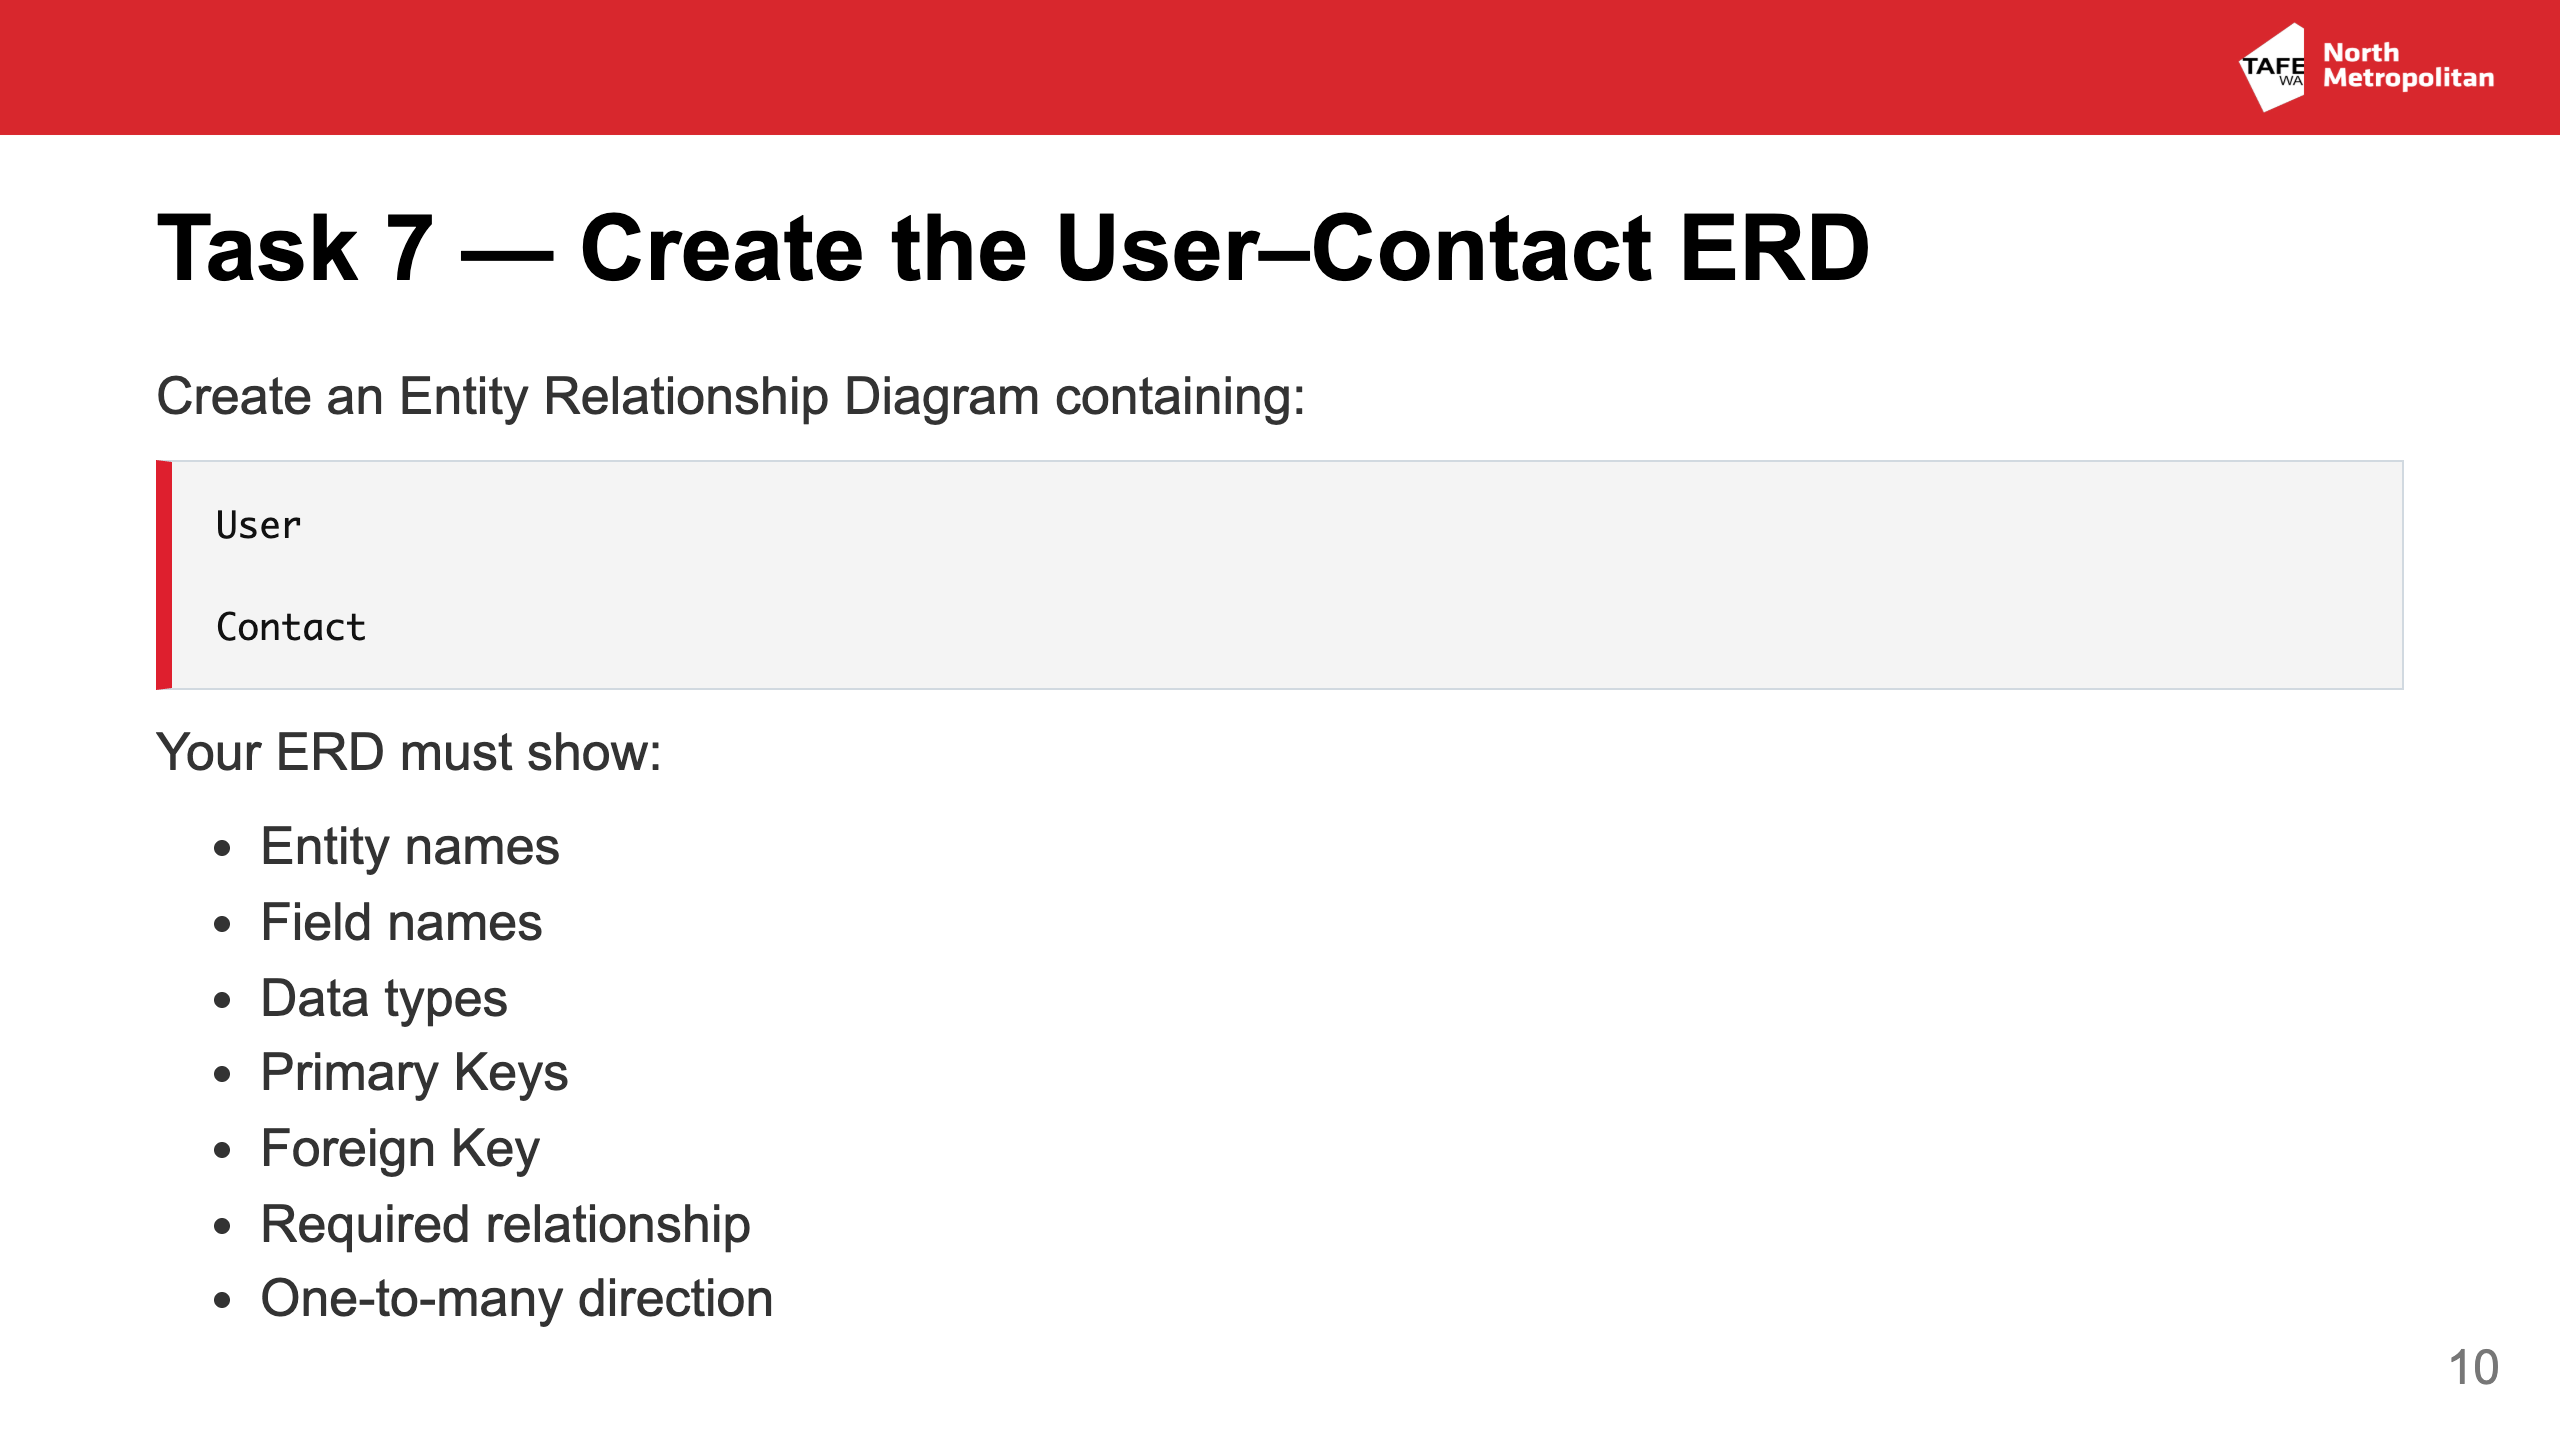 TAFE
WA
North
Metropolitan
Task 7 — Create the User–Contact ERD
Create an Entity Relationship Diagram containing:
User
Contact
Your ERD must show:
• Entity names
• Field names
• Data types
• Primary Keys
• Foreign Key
• Required relationship
• One-to-many direction
10